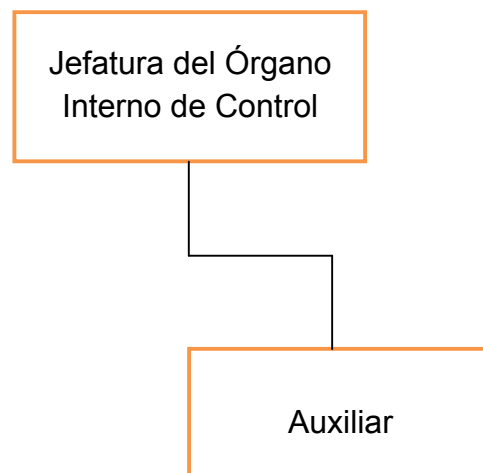 Jefatura del Órgano
Interno de Control
Auxiliar